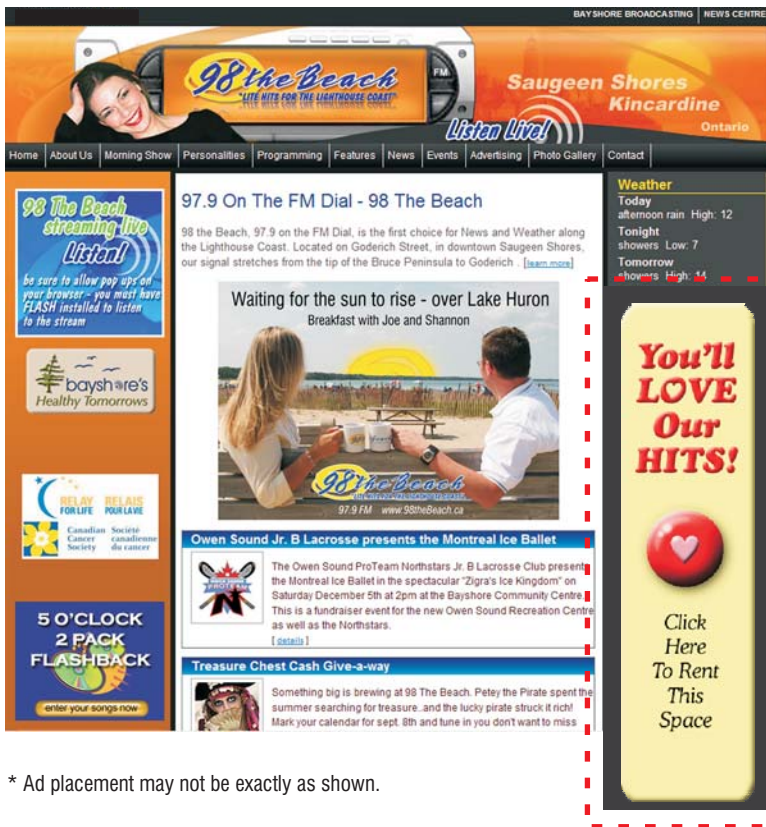 BAYSHORE BROADCASTING NEWS CENTRE
98 the Beach
"LITE HITS FOR THE LIGHTHOUSE COAST"
FM
Saugeen Shores
Kincardine
Ontario
Listen Live!
Home About Us Morning Show Personalities Programming Features News Events Advertising Photo Gallery Contact
98 The Beach
streaming live
Listen!
be sure to allow pop ups on
your browser - you must have
FLASH installed to listen
to the stream
bayshore's
Healthy Tomorrows
RELAY RELAIS
FOR LIFE POUR LA VIE
Canadian Société
Cancer canadienne
Society du cancer
5 O'CLOCK
2 PACK
FLASHBACK
enter your songs now
97.9 On The FM Dial - 98 The Beach
98 the Beach, 97.9 on the FM Dial, is the first choice for News and Weather along
the Lighthouse Coast. Located on Goderich Street, in downtown Saugeen Shores,
our signal stretches from the tip of the Bruce Peninsula to Goderich . [learn more]
Waiting for the sun to rise - over Lake Huron
Breakfast with Joe and Shannon
98 the Beach
LITE HITS FOR THE LIGHTHOUSE COAST
97.9 FM www.98theBeach.ca
Owen Sound Jr. B Lacrosse presents the Montreal Ice Ballet
PROTEAM
N
The Owen Sound ProTeam Northstars Jr. B Lacrosse Club presents
the Montreal Ice Ballet in the spectacular "Zigra's Ice Kingdom" on
Saturday December 5th at 2pm at the Bayshore Community Centre.
This is a fundraiser event for the new Owen Sound Recreation Centre
as well as the Northstars.
[ details ]
Treasure Chest Cash Give-a-way
Something big is brewing at 98 The Beach. Petey the Pirate spent the
summer searching for treasure..and the lucky pirate struck it rich!
Mark your calendar for sept. 8th and tune in you don't want to miss
Weather
Today
afternoon rain High: 12
Tonight
showers Low: 7
Tomorrow
showers High: 14
You'll
LOVE
Our
HITS!
Click
Here
To Rent
This
Space
* Ad placement may not be exactly as shown.